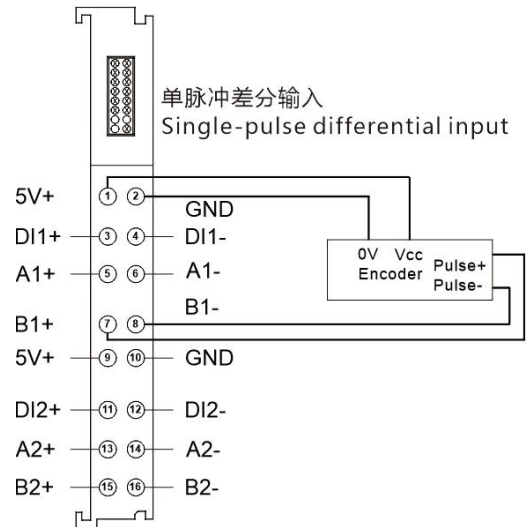 单脉冲差分输入
Single-pulse differential input
5V+ 1 2 GND
DI1+ 3 4 DI1-
A1+ 5 6 A1-
B1+ 7 8 B1-
5V+ 9 10 GND
DI2+ 11 12 DI2-
A2+ 13 14 A2-
B2+ 15 16 B2-
0V Vcc
Encoder
Pulse+
Pulse-